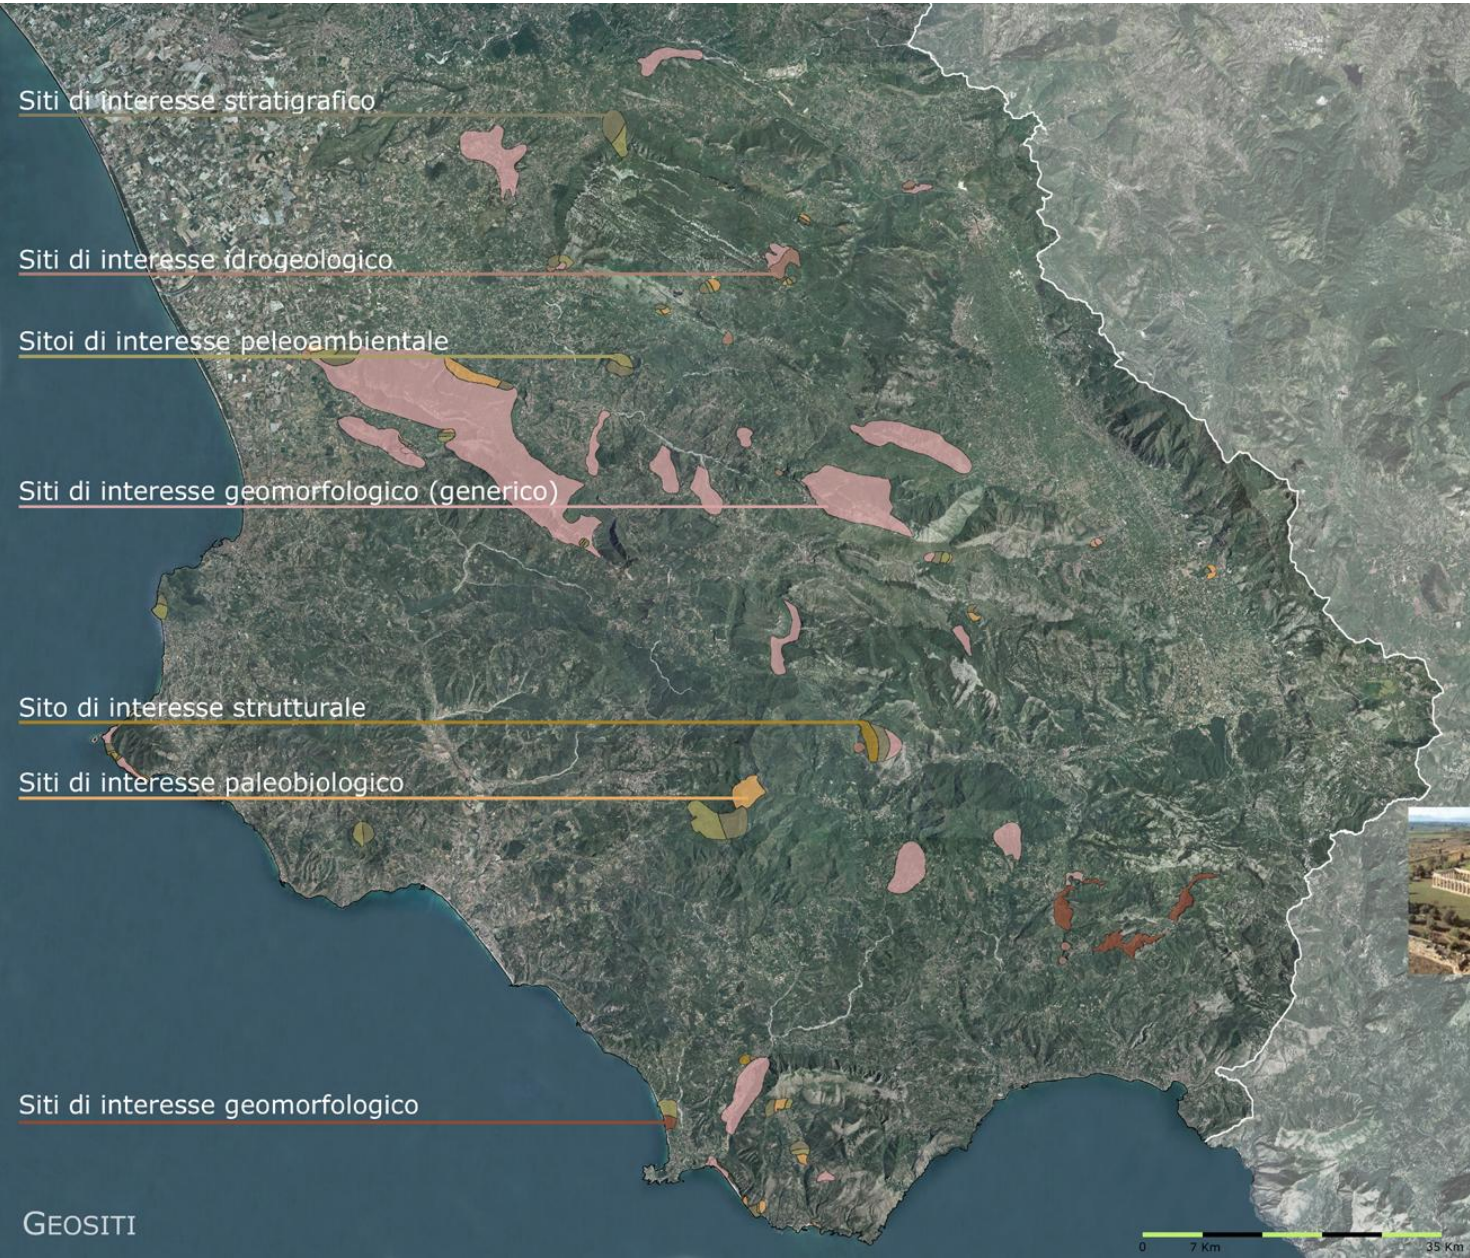 Siti di interesse stratigrafico
Siti di interesse idrogeologico
Sitoi di interesse peleoambientale
Siti di interesse geomorfologico (generico)
Sito di interesse strutturale
Siti di interesse paleobiologico
Siti di interesse geomorfologico
GEOSITI
0 7 Km 35 Km